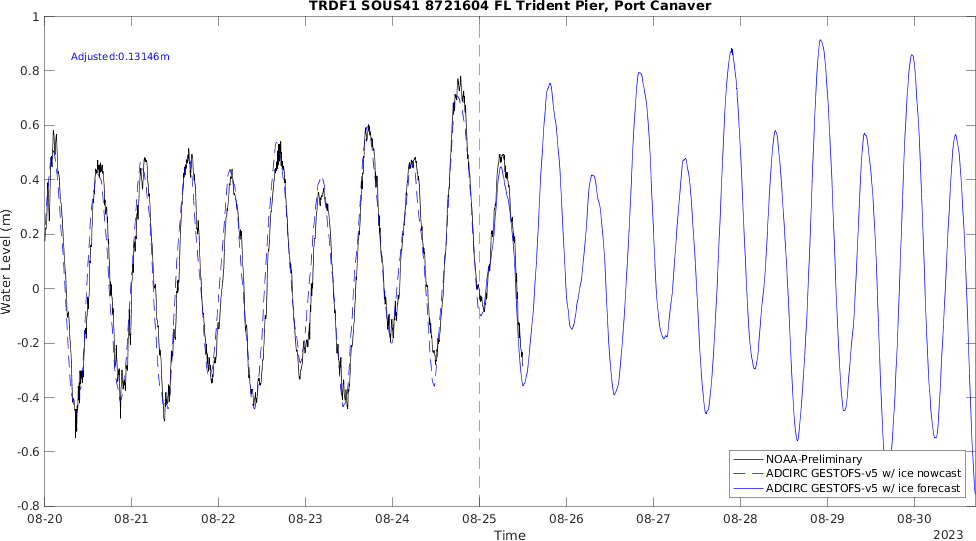 TRDF1 SOUS41 8721604 FL Trident Pier, Port Canaver
1
Adjusted:0.13146m
0.8
0.6
0.4
0.2
0
-0.2
-0.4
-0.6
-0.8
Water Level (m)
NOAA-Preliminary
ADCIRC GESTOFS-v5 w/ ice nowcast
ADCIRC GESTOFS-v5 w/ ice forecast
08-20 08-21 08-22 08-23 08-24 08-25 08-26 08-27 08-28 08-29 08-30
Time
2023